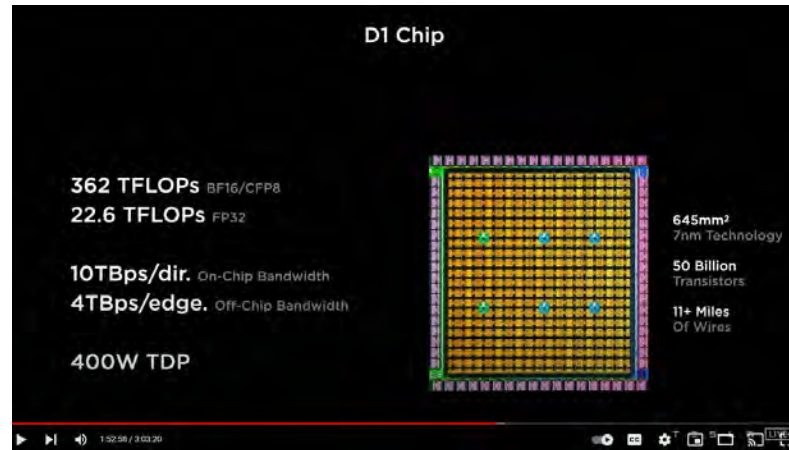 D1 Chip
362 TFLOPs BF16/CFP8
22.6 TFLOPs FP32
10TBps/dir. On-Chip Bandwidth
4TBps/edge. Off-Chip Bandwidth
400W TDP
645mm²
7nm Technology
50 Billion
Transistors
11+ Miles
Of Wires
1:52:58 / 3:03:20
CC